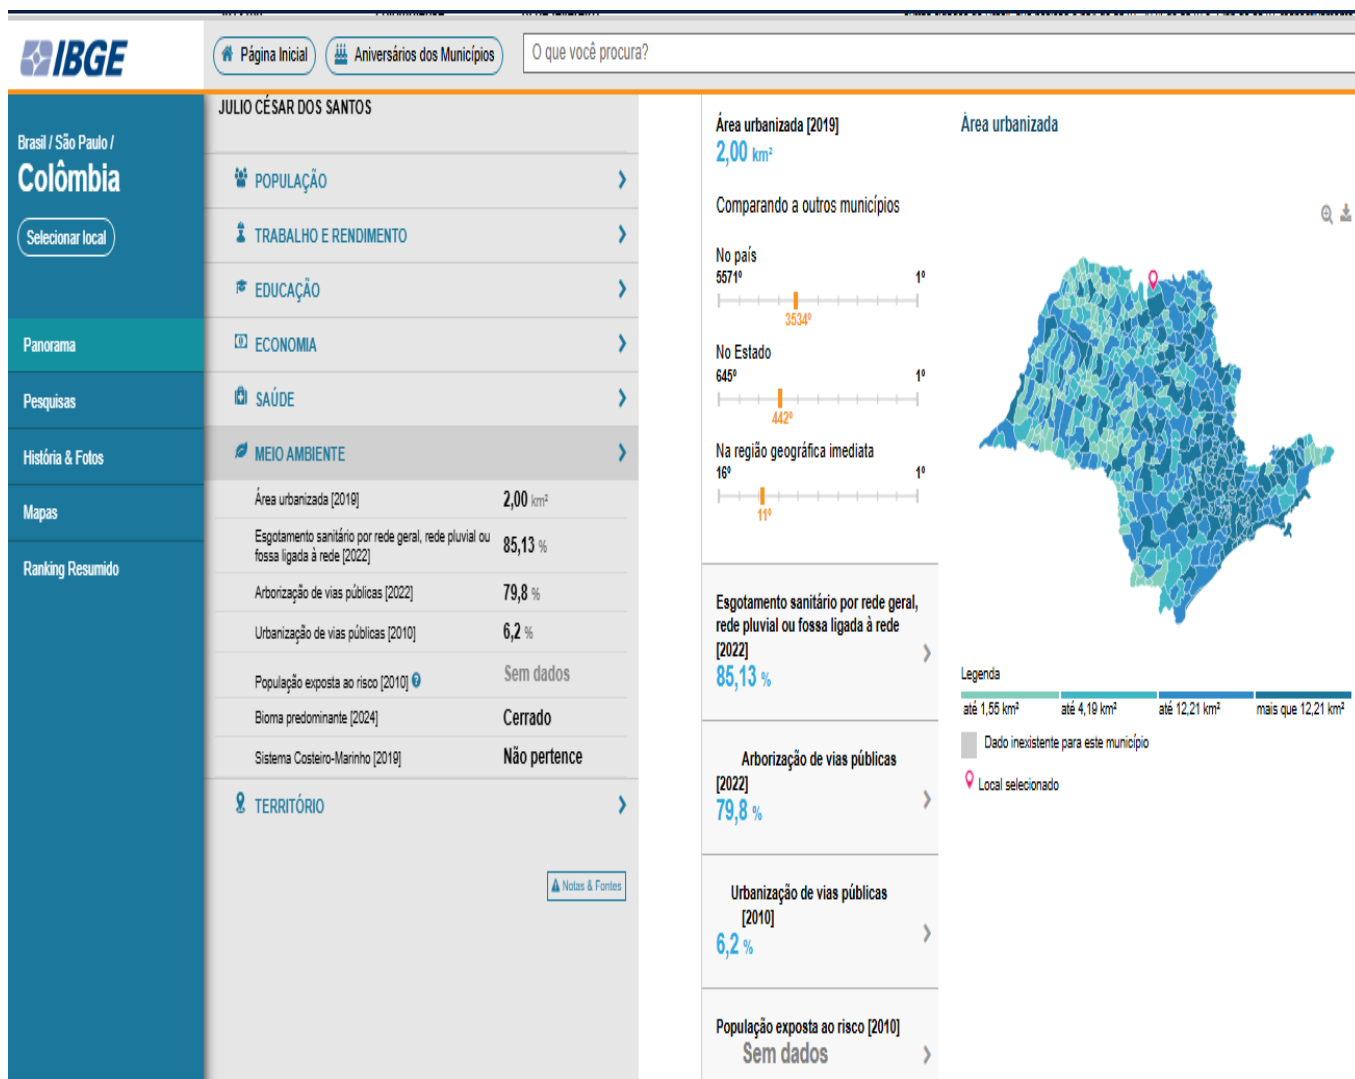 IBGE
Página Inicial
Aniversários dos Municípios
O que você procura?
Brasil / São Paulo /
Colômbia
Selecionar local
Panorama
Pesquisas
História & Fotos
Mapas
Ranking Resumido
JULIO CÉSAR DOS SANTOS
POPULAÇÃO
TRABALHO E RENDIMENTO
EDUCAÇÃO
ECONOMIA
SAÚDE
MEIO AMBIENTE
Área urbanizada [2019] 2,00 km²
Esgotamento sanitário por rede geral, rede pluvial ou
fossa ligada à rede [2022] 85,13 %
Arborização de vias públicas [2022] 79,8 %
Urbanização de vias públicas [2010] 6,2 %
População exposta ao risco [2010] Sem dados
Bioma predominante [2024] Cerrado
Sistema Costeiro-Marinho [2019] Não pertence
TERRITÓRIO
Notas & Fontes
Área urbanizada [2019]
2,00 km²
Comparando a outros municípios
No país
5571º 1º
3534º
No Estado
645º 1º
442º
Na região geográfica imediata
16º 1º
11º
Esgotamento sanitário por rede geral,
rede pluvial ou fossa ligada à rede
[2022]
85,13 %
Arborização de vias públicas
[2022]
79,8 %
Urbanização de vias públicas
[2010]
6,2 %
População exposta ao risco [2010]
Sem dados
Área urbanizada
Legenda
até 1,55 km² até 4,19 km² até 12,21 km² mais que 12,21 km²
Dado inexistente para este município
Local selecionado